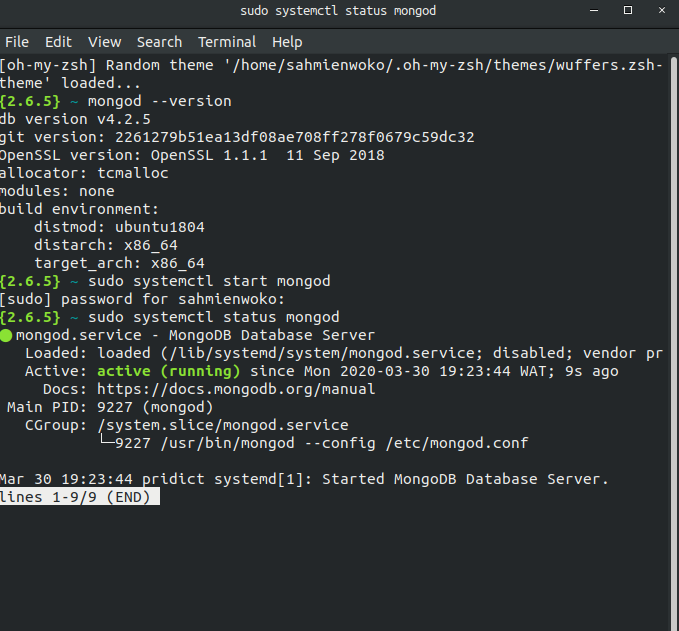 sudo systemctl status mongod
File Edit View Search Terminal Help
[oh-my-zsh] Random theme '/home/sahmienwoko/.oh-my-zsh/themes/wuffers.zsh-
theme' loaded...
{2.6.5} ~ mongod --version
db version v4.2.5
git version: 2261279b51ea13df08ae708ff278f0679c59dc32
OpenSSL version: OpenSSL 1.1.1  11 Sep 2018
allocator: tcmalloc
modules: none
build environment:
    distmod: ubuntu1804
    distarch: x86_64
    target_arch: x86_64
{2.6.5} ~ sudo systemctl start mongod
[sudo] password for sahmienwoko:
{2.6.5} ~ sudo systemctl status mongod
● mongod.service - MongoDB Database Server
   Loaded: loaded (/lib/systemd/system/mongod.service; disabled; vendor pr
   Active: active (running) since Mon 2020-03-30 19:23:44 WAT; 9s ago
     Docs: https://docs.mongodb.org/manual
 Main PID: 9227 (mongod)
   CGroup: /system.slice/mongod.service
           └─9227 /usr/bin/mongod --config /etc/mongod.conf
Mar 30 19:23:44 pridict systemd[1]: Started MongoDB Database Server.
lines 1-9/9 (END)